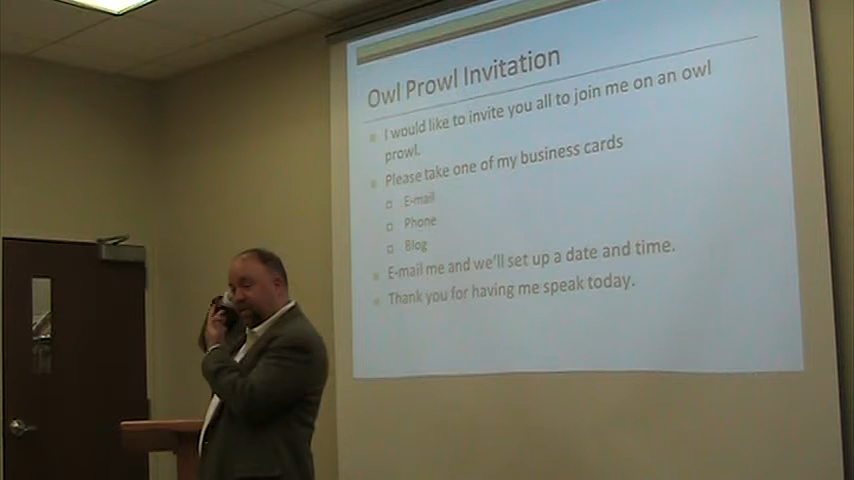 Owl Prowl Invitation
I would like to invite you all to join me on an owl
prowl.
Please take one of my business cards
E-mail
Phone
Blog
E-mail me and we'll set up a date and time.
Thank you for having me speak today.